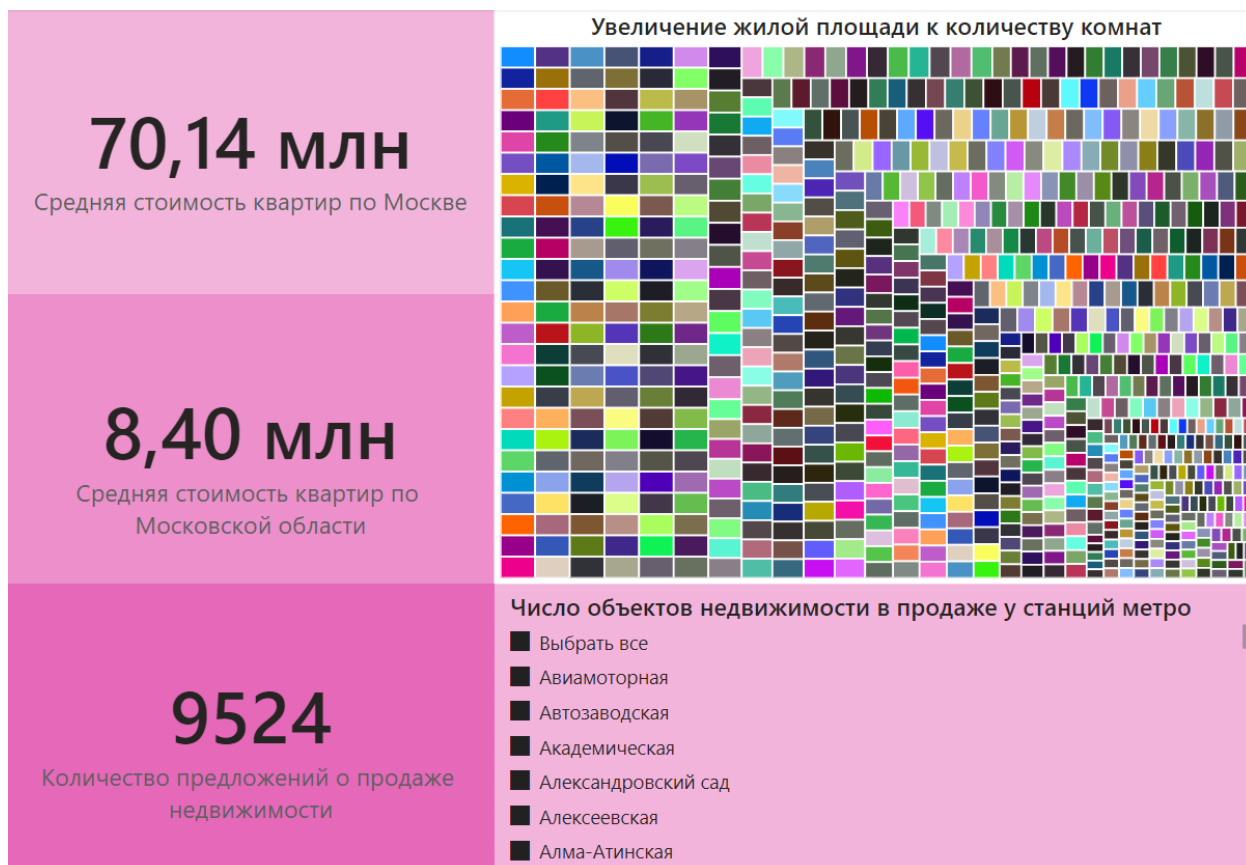 70,14 млн
Средняя стоимость квартир по Москве
8,40 млн
Средняя стоимость квартир по
Московской области
9524
Количество предложений о продаже
недвижимости
Увеличение жилой площади к количеству комнат
Число объектов недвижимости в продаже у станций метро
Выбрать все
Авиамоторная
Автозаводская
Академическая
Александровский сад
Алексеевская
Алма-Атинская